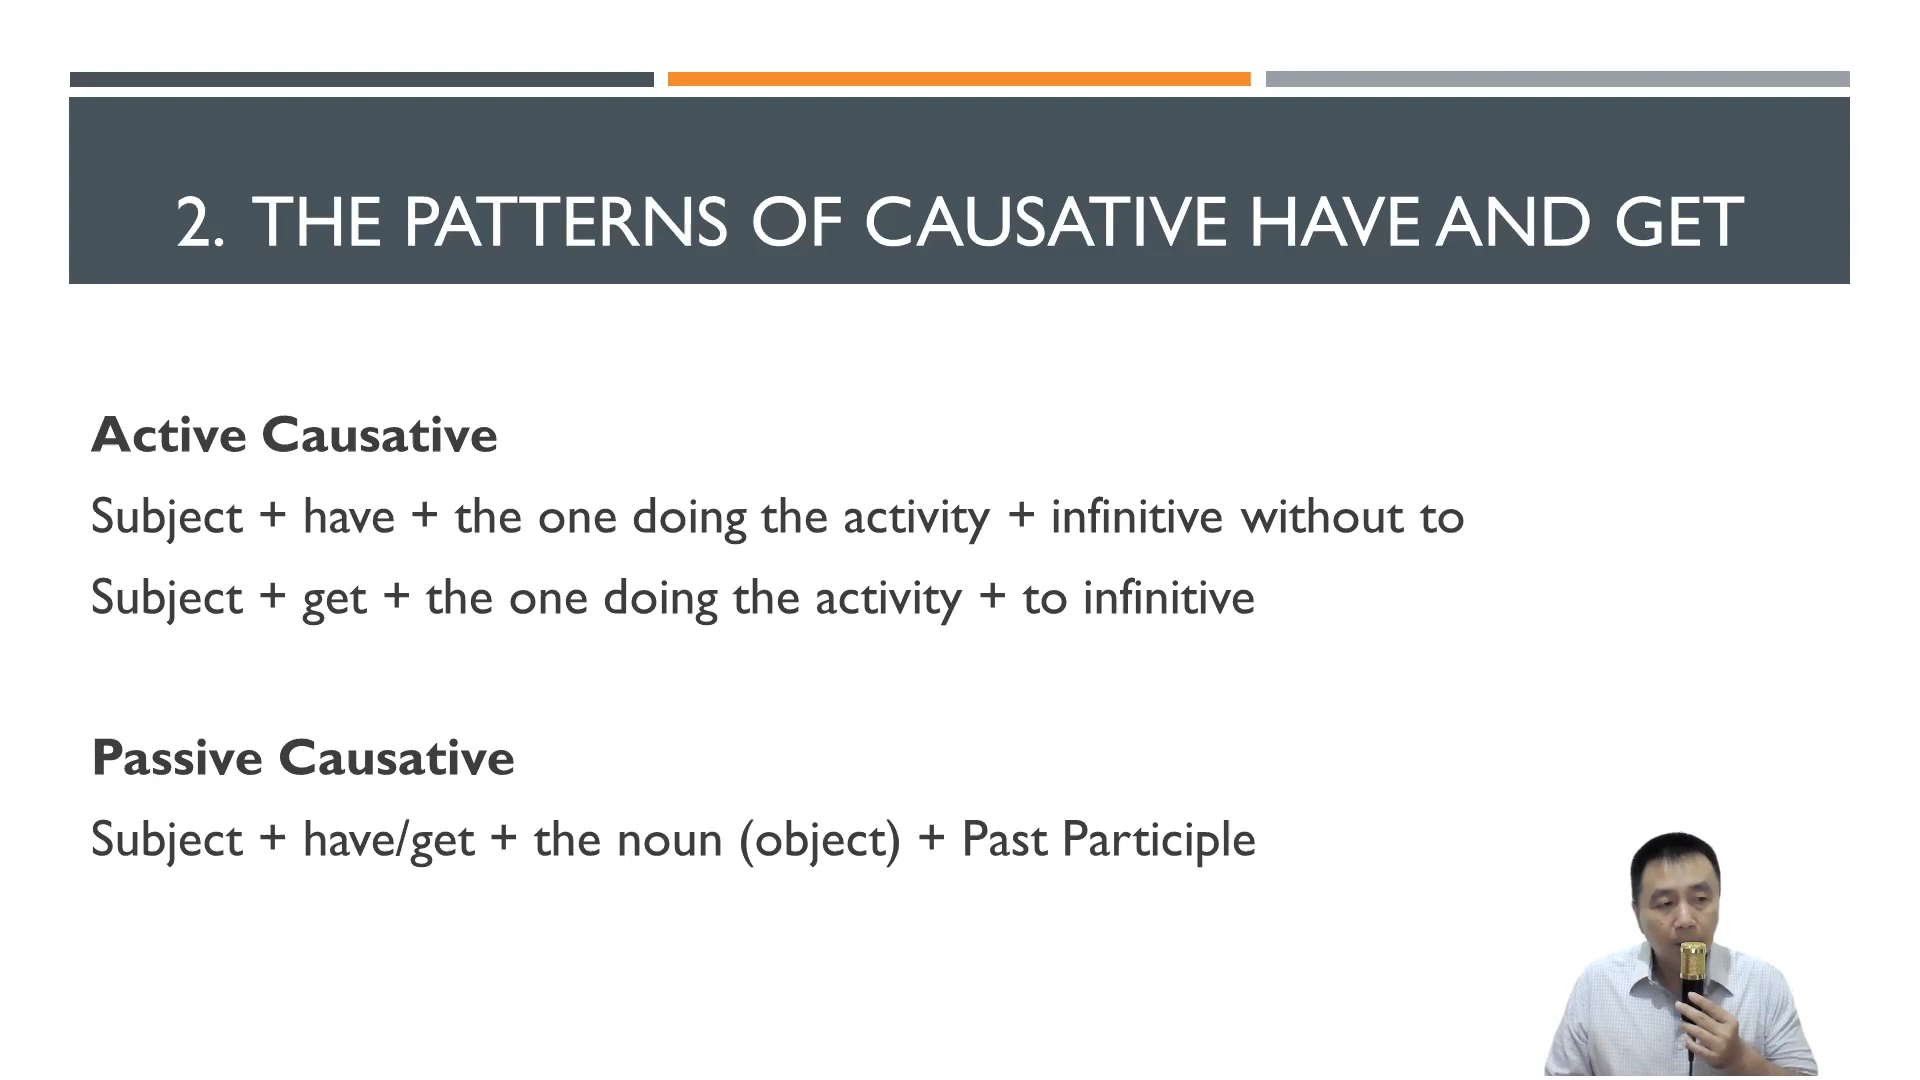 2. THE PATTERNS OF CAUSATIVE HAVE AND GET
Active Causative
Subject + have + the one doing the activity + infinitive without to
Subject + get + the one doing the activity + to infinitive
Passive Causative
Subject + have/get + the noun (object) + Past Participle